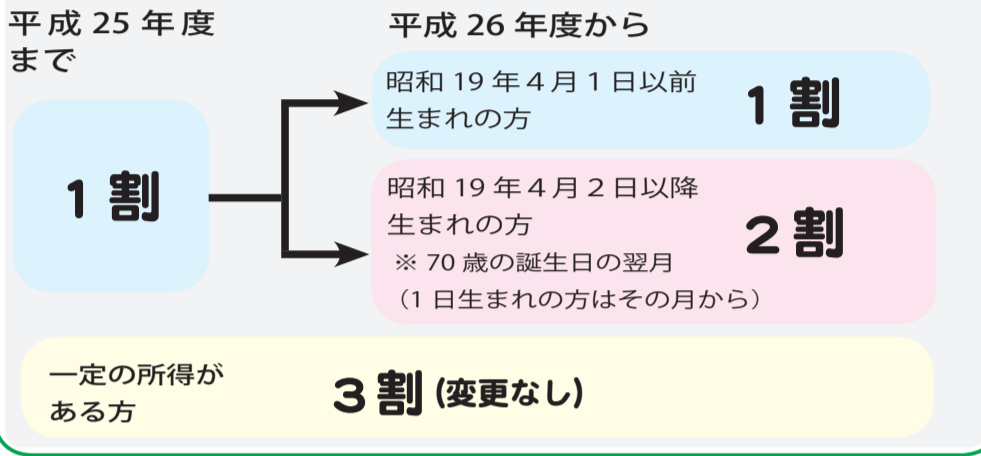 平成 25 年度
まで
1 割
平成 26 年度から
昭和 19 年 4 月 1 日以前
生まれの方
1 割
昭和 19 年 4 月 2 日以降
生まれの方
※ 70 歳の誕生日の翌月
（1 日生まれの方はその月から）
2 割
一定の所得が
ある方
3 割 (変更なし)